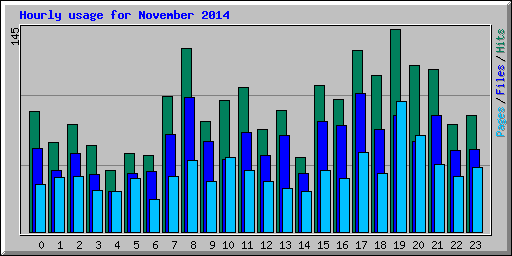 Hourly usage for November 2014
145
Pages / Files / Hits
0 1 2 3 4 5 6 7 8 9 10 11 12 13 14 15 16 17 18 19 20 21 22 23